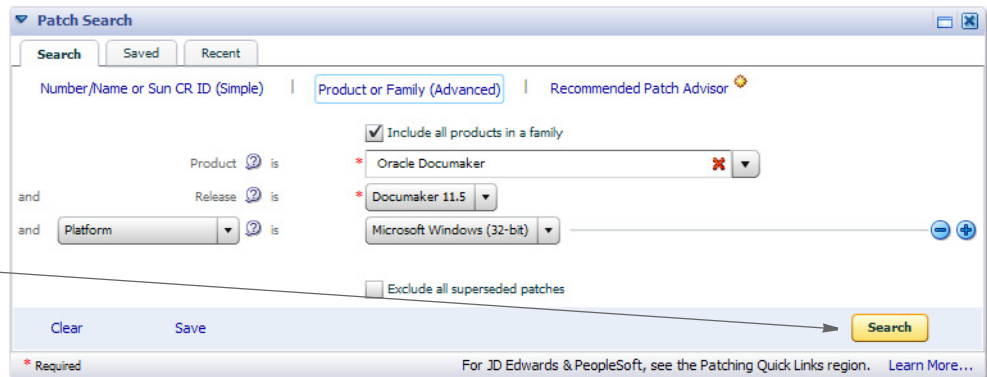 Patch Search
Search Saved Recent
Number/Name or Sun CR ID (Simple) | Product or Family (Advanced) | Recommended Patch Advisor
Include all products in a family
Product ? is * Oracle Documaker
and Release ? is * Documaker 11.5
and Platform ? is Microsoft Windows (32-bit)
Exclude all superseded patches
Clear Save Search
* Required For JD Edwards & PeopleSoft, see the Patching Quick Links region. Learn More...